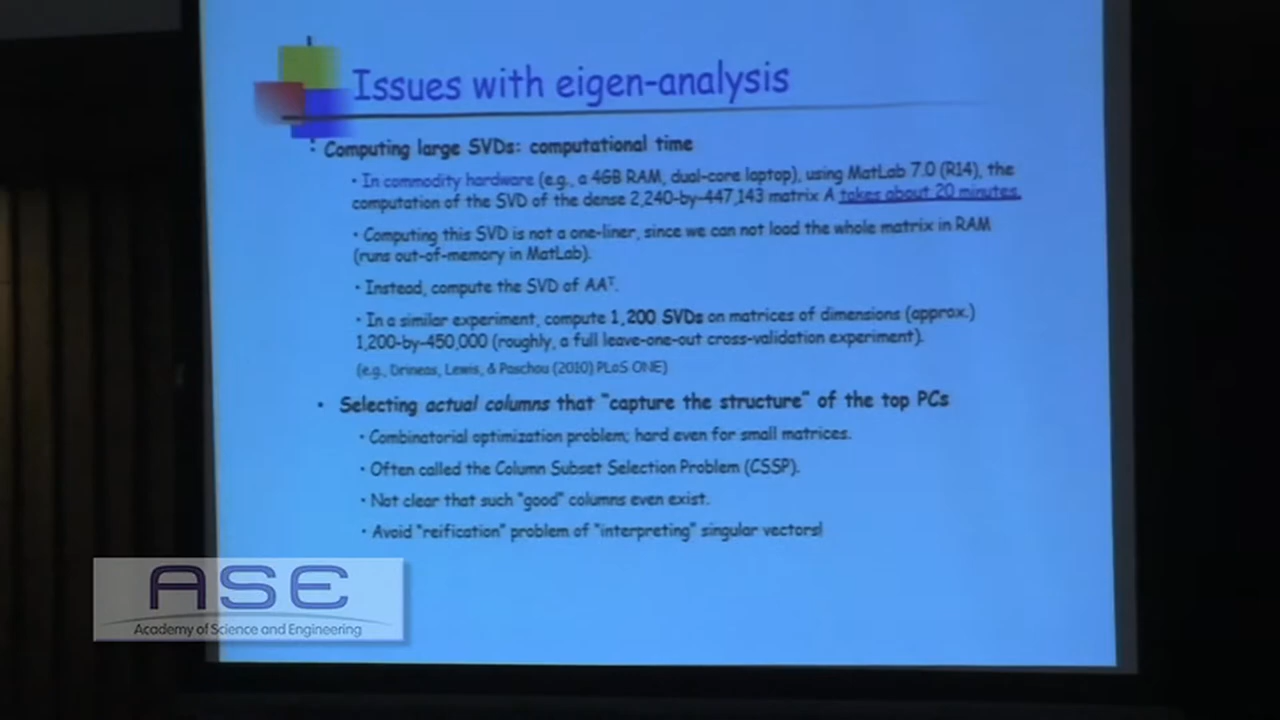 Issues with eigen-analysis
Computing large SVDs: computational time
• In commodity hardware (e.g., a 4GB RAM, dual-core laptop), using MatLab 7.0 (R14), the
computation of the SVD of the dense 2,240-by-447,143 matrix A takes about 20 minutes.
• Computing this SVD is not a one-liner, since we can not load the whole matrix in RAM
(runs out-of-memory in MatLab).
• Instead, compute the SVD of AAᵀ.
• In a similar experiment, compute 1,200 SVDs on matrices of dimensions (approx.)
1,200-by-450,000 (roughly, a full leave-one-out cross-validation experiment).
(e.g., Drineas, Lewis, & Paschou (2010) PLoS ONE)
• Selecting actual columns that "capture the structure" of the top PCs
• Combinatorial optimization problem; hard even for small matrices.
• Often called the Column Subset Selection Problem (CSSP).
• Not clear that such "good" columns even exist.
• Avoid "reification" problem of "interpreting" singular vectors!
ASE
Academy of Science and Engineering